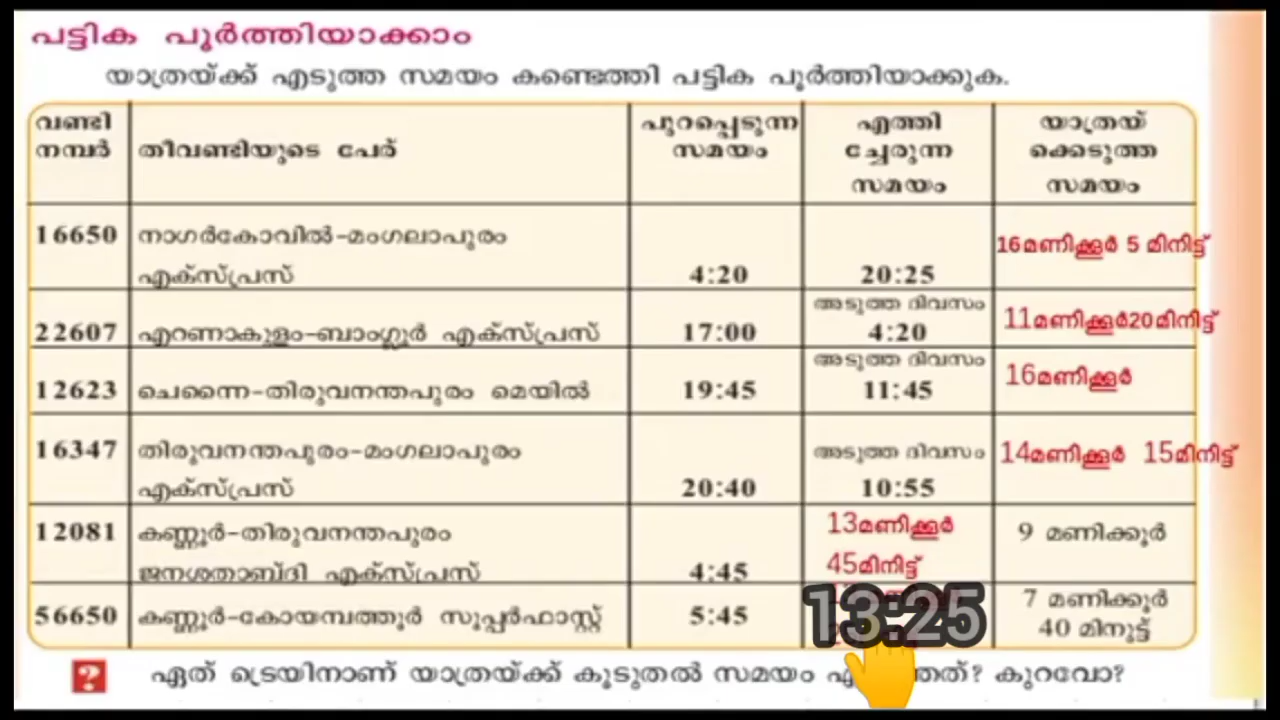 പട്ടിക പൂർത്തിയാക്കാം
യാത്രയ്ക്ക് എടുത്ത സമയം കണ്ടെത്തി പട്ടിക പൂർത്തിയാക്കുക.
വണ്ടി നമ്പർ തീവണ്ടിയുടെ പേര് പുറപ്പെടുന്ന സമയം എത്തി ച്ചേരുന്ന സമയം യാത്രയ് ക്കെടുത്ത സമയം
16650 നാഗർകോവിൽ-മംഗലാപുരം
എക്സ്പ്രസ് 4:20 20:25 16മണിക്കൂർ 5 മിനിട്ട്
അടുത്ത ദിവസം
22607 എറണാകുളം-ബാംഗ്ലൂർ എക്സ്പ്രസ് 17:00 4:20 11മണിക്കൂർ20മിനിട്ട്
അടുത്ത ദിവസം
12623 ചെന്നൈ-തിരുവനന്തപുരം മെയിൽ 19:45 11:45 16മണിക്കൂർ
16347 തിരുവനന്തപുരം-മംഗലാപുരം അടുത്ത ദിവസം 14മണിക്കൂർ 15മിനിട്ട്
എക്സ്പ്രസ് 20:40 10:55
12081 കണ്ണൂർ-തിരുവനന്തപുരം 13മണിക്കൂർ 9 മണിക്കൂർ
ജനശതാബ്ദി എക്സ്പ്രസ് 4:45 45മിനിട്ട്
56650 കണ്ണൂർ-കോയമ്പത്തൂർ സൂപ്പർഫാസ്റ്റ് 5:45 13:25 7 മണിക്കൂർ
40 മിനുട്ട്
? ഏത് ട്രെയിനാണ് യാത്രയ്ക്ക് കൂടുതൽ സമയം കുറവോ?